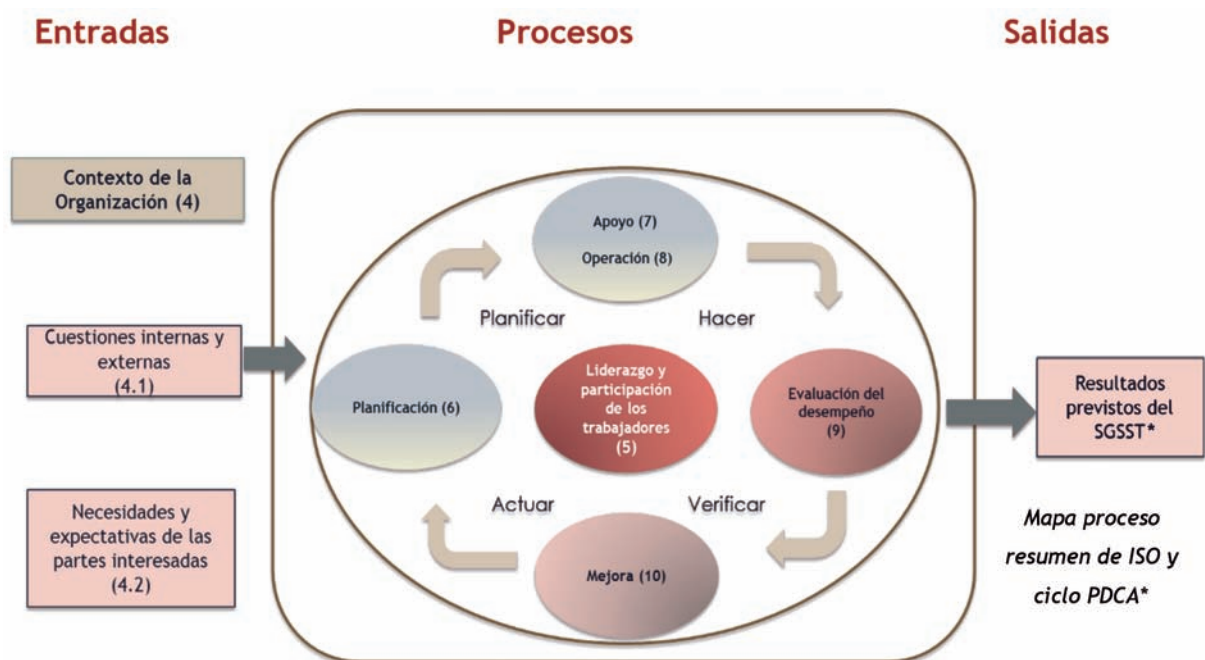 Entradas
Procesos
Salidas
Contexto de la
Organización (4)
Cuestiones internas y
externas
(4.1)
Necesidades y
expectativas de las
partes interesadas
(4.2)
Apoyo (7)
Operación (8)
Planificar
Hacer
Planificación (6)
Liderazgo y
participación
de los
trabajadores
(5)
Evaluación del
desempeño
(9)
Actuar
Verificar
Mejora (10)
Resultados
previstos del
SGSST*
Mapa proceso
resumen de ISO y
ciclo PDCA*